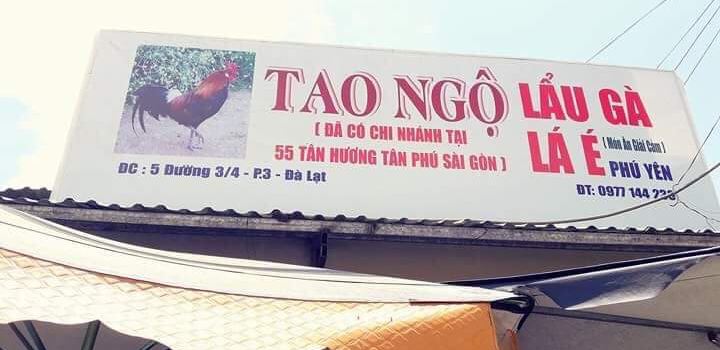 TAO NGỘ
( ĐÃ CÓ CHI NHÁNH TẠI
55 TÂN HƯƠNG TÂN PHÚ SÀI GÒN )
ĐC : 5 Đường 3/4 - P.3 - Đà Lạt
LẨU GÀ
LÁ É
( Món Ăn Giải Cảm )
PHÚ YÊN
ĐT: 0977 144 238